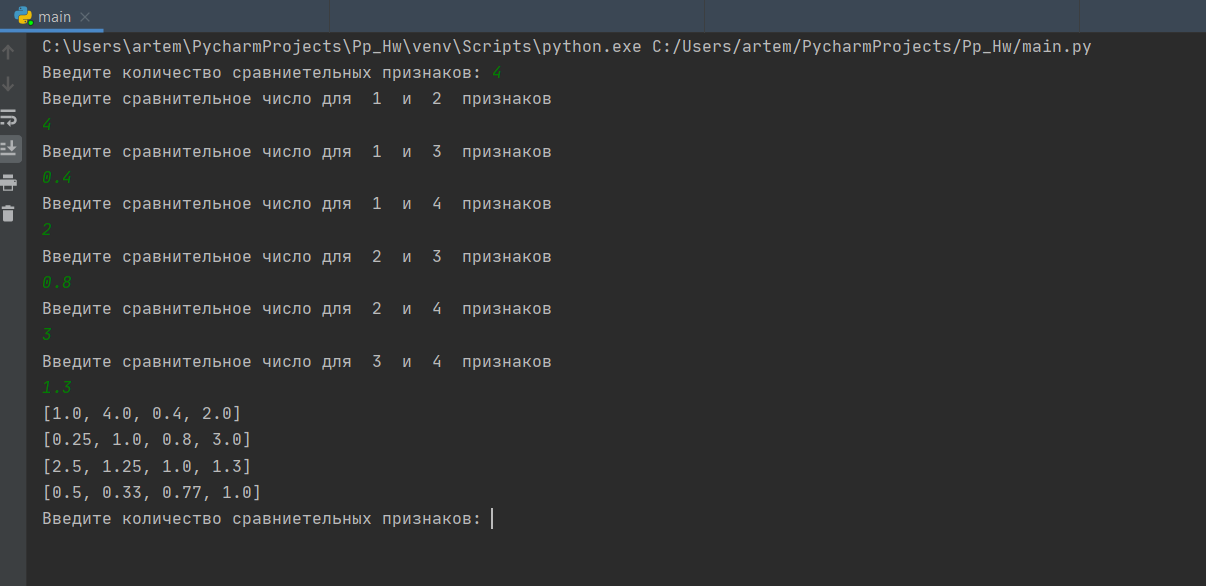 main
C:\Users\artem\PycharmProjects\Pp_Hw\venv\Scripts\python.exe C:/Users/artem/PycharmProjects/Pp_Hw/main.py
Введите количество сравниетельных признаков: 4
Введите сравнительное число для  1  и  2  признаков
4
Введите сравнительное число для  1  и  3  признаков
0.4
Введите сравнительное число для  1  и  4  признаков
2
Введите сравнительное число для  2  и  3  признаков
0.8
Введите сравнительное число для  2  и  4  признаков
3
Введите сравнительное число для  3  и  4  признаков
1.3
[1.0, 4.0, 0.4, 2.0]
[0.25, 1.0, 0.8, 3.0]
[2.5, 1.25, 1.0, 1.3]
[0.5, 0.33, 0.77, 1.0]
Введите количество сравниетельных признаков: